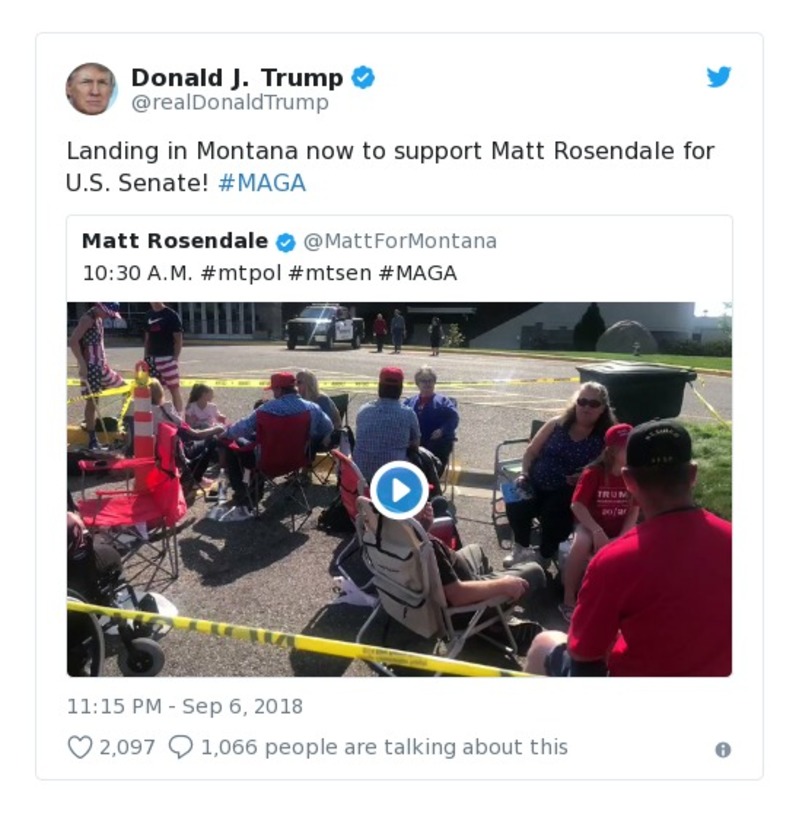 Donald J. Trump
@realDonaldTrump
Landing in Montana now to support Matt Rosendale for
U.S. Senate! #MAGA
Matt Rosendale @MattForMontana
10:30 A.M. #mtpol #mtsen #MAGA
TRUM
11:15 PM - Sep 6, 2018
2,097 1,066 people are talking about this